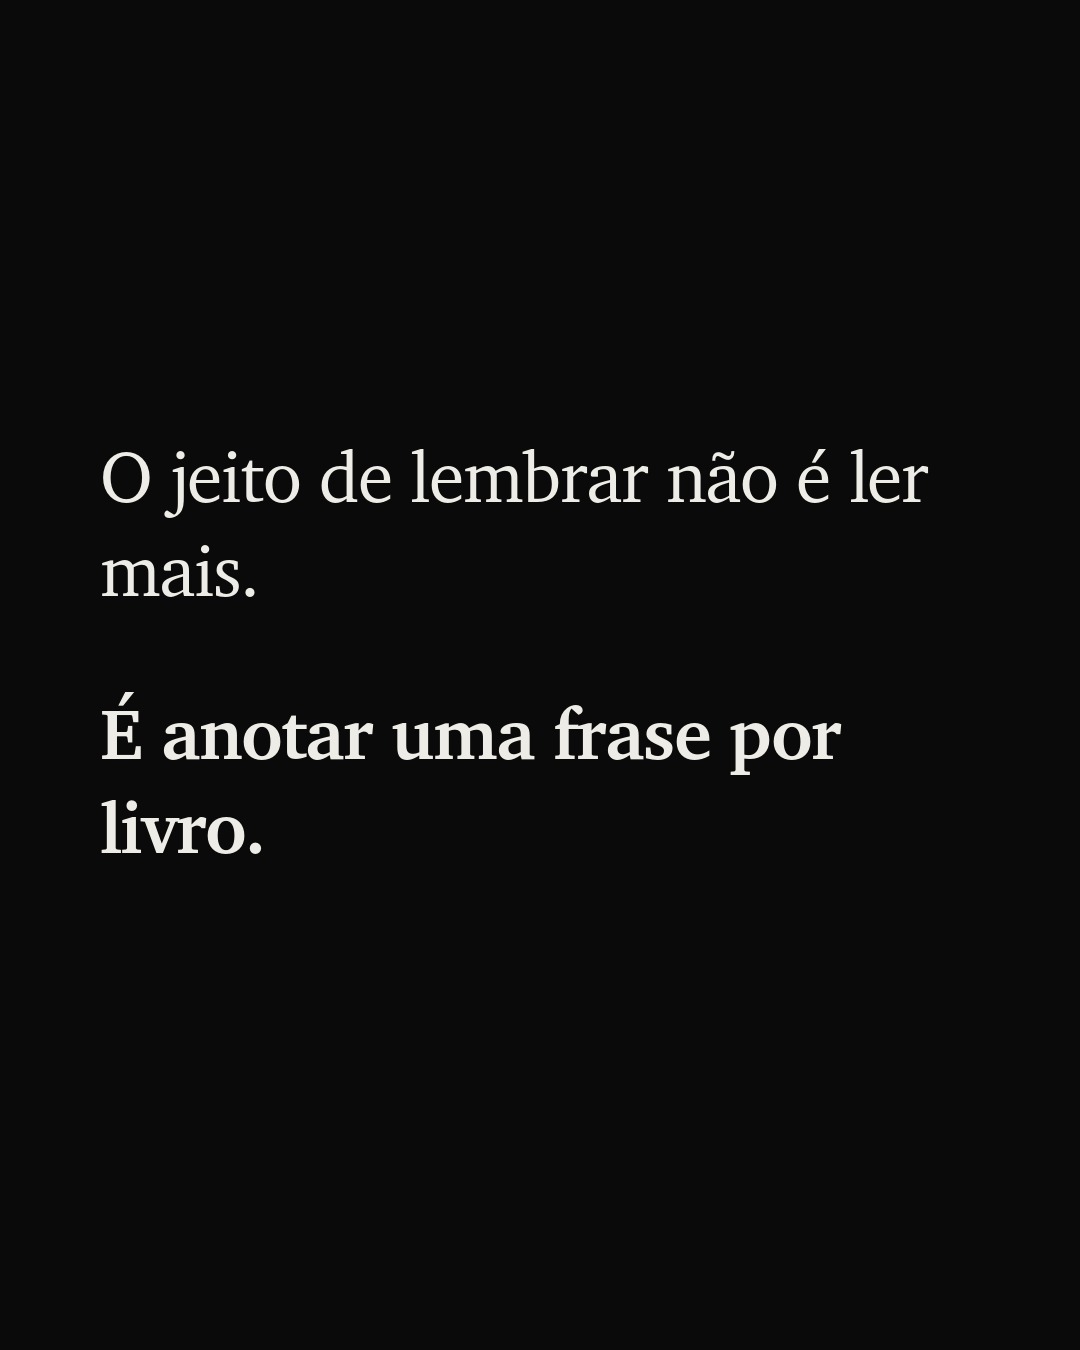 O jeito de lembrar não é ler
mais.
É anotar uma frase por
livro.